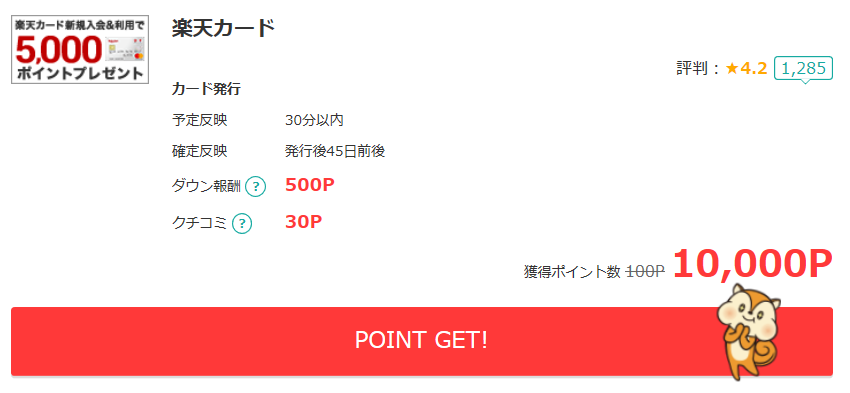 楽天カード新規入会&利用で
5,000
ポイントプレゼント
楽天カード
評判：★4.2 1,285
カード発行
予定反映 30分以内
確定反映 発行後45日前後
ダウン報酬 ? 500P
クチコミ ? 30P
獲得ポイント数 100P 10,000P
POINT GET!